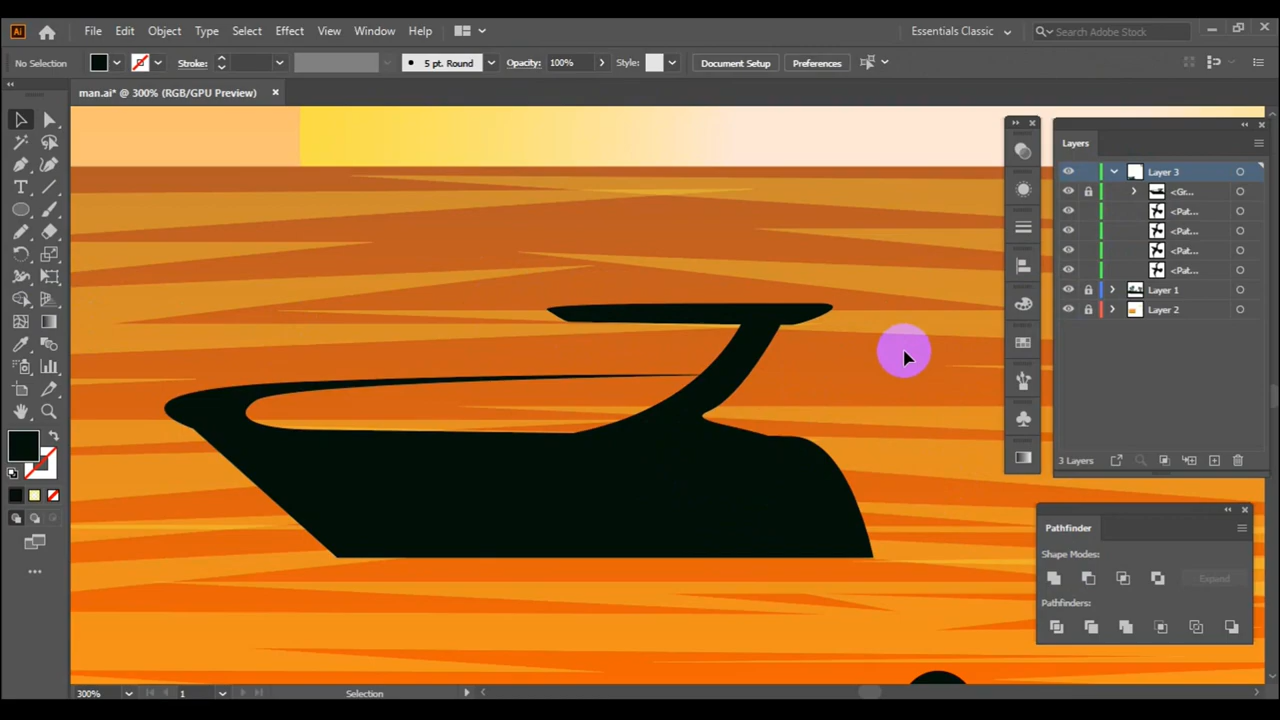 Ai File Edit Object Type Select Effect View Window Help Essentials Classic Search Adobe Stock
No Selection Stroke: 5 pt. Round Opacity: 100% Style: Document Setup Preferences
man.ai* @ 300% (RGB/GPU Preview)
Layers
Layer 3
<Gr...
<Pat...
<Pat...
<Pat...
<Pat...
Layer 1
Layer 2
3 Layers
Pathfinder
Shape Modes:
Expand
Pathfinders:
300% 1 Selection